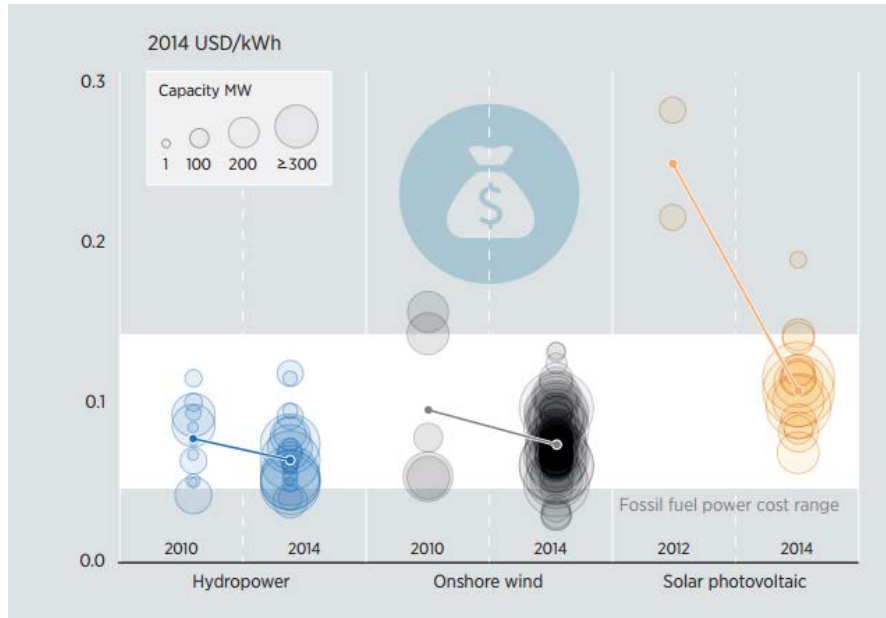 2014 USD/kWh
0.3
Capacity MW
1 100 200 ≥300
$
0.2
0.1
Fossil fuel power cost range
0.0
2010 2014 2010 2014 2012 2014
Hydropower Onshore wind Solar photovoltaic